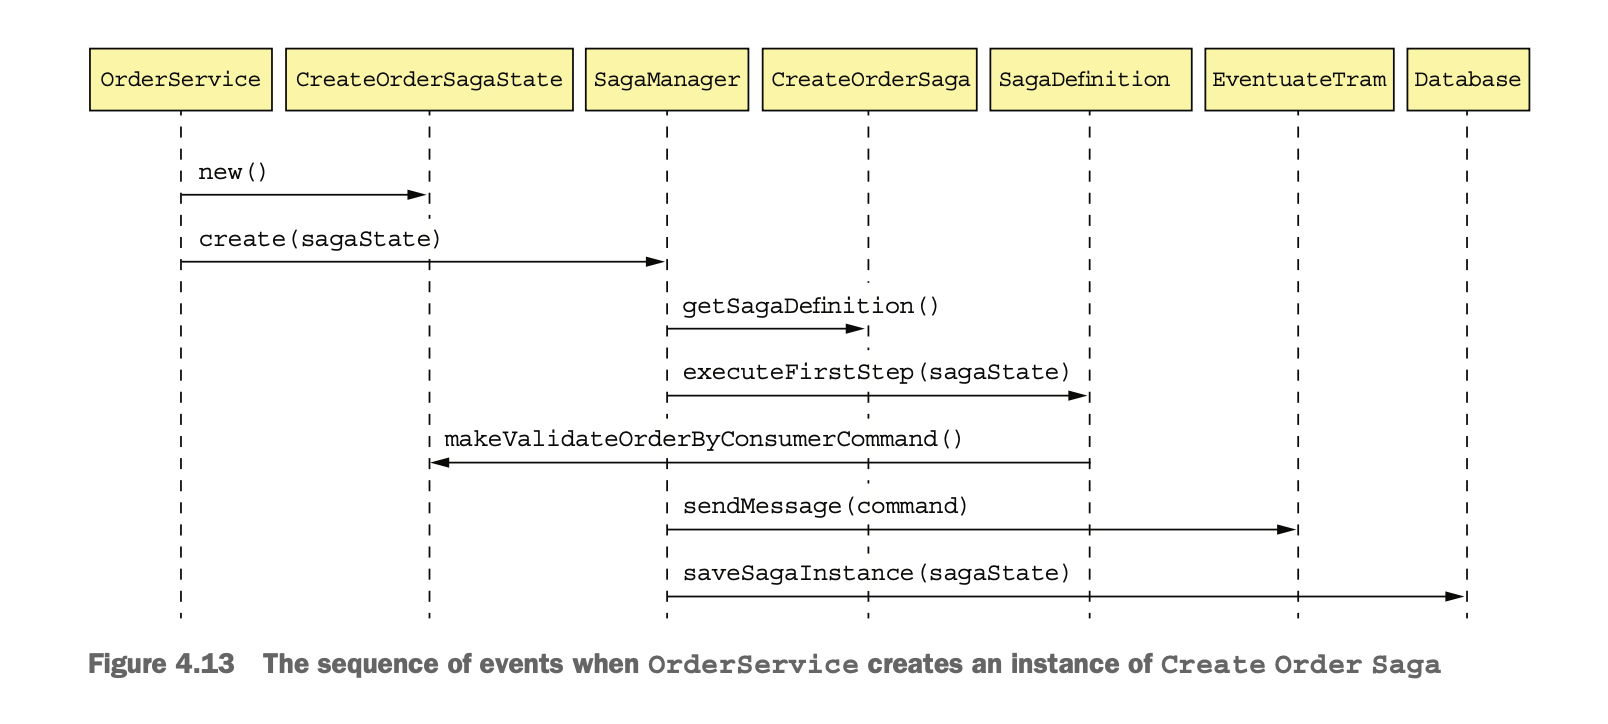 OrderService CreateOrderSagaState SagaManager CreateOrderSaga SagaDefinition EventuateTram Database
new()
create(sagaState)
getSagaDefinition()
executeFirstStep(sagaState)
makeValidateOrderByConsumerCommand()
sendMessage(command)
saveSagaInstance(sagaState)
Figure 4.13 The sequence of events when OrderService creates an instance of Create Order Saga